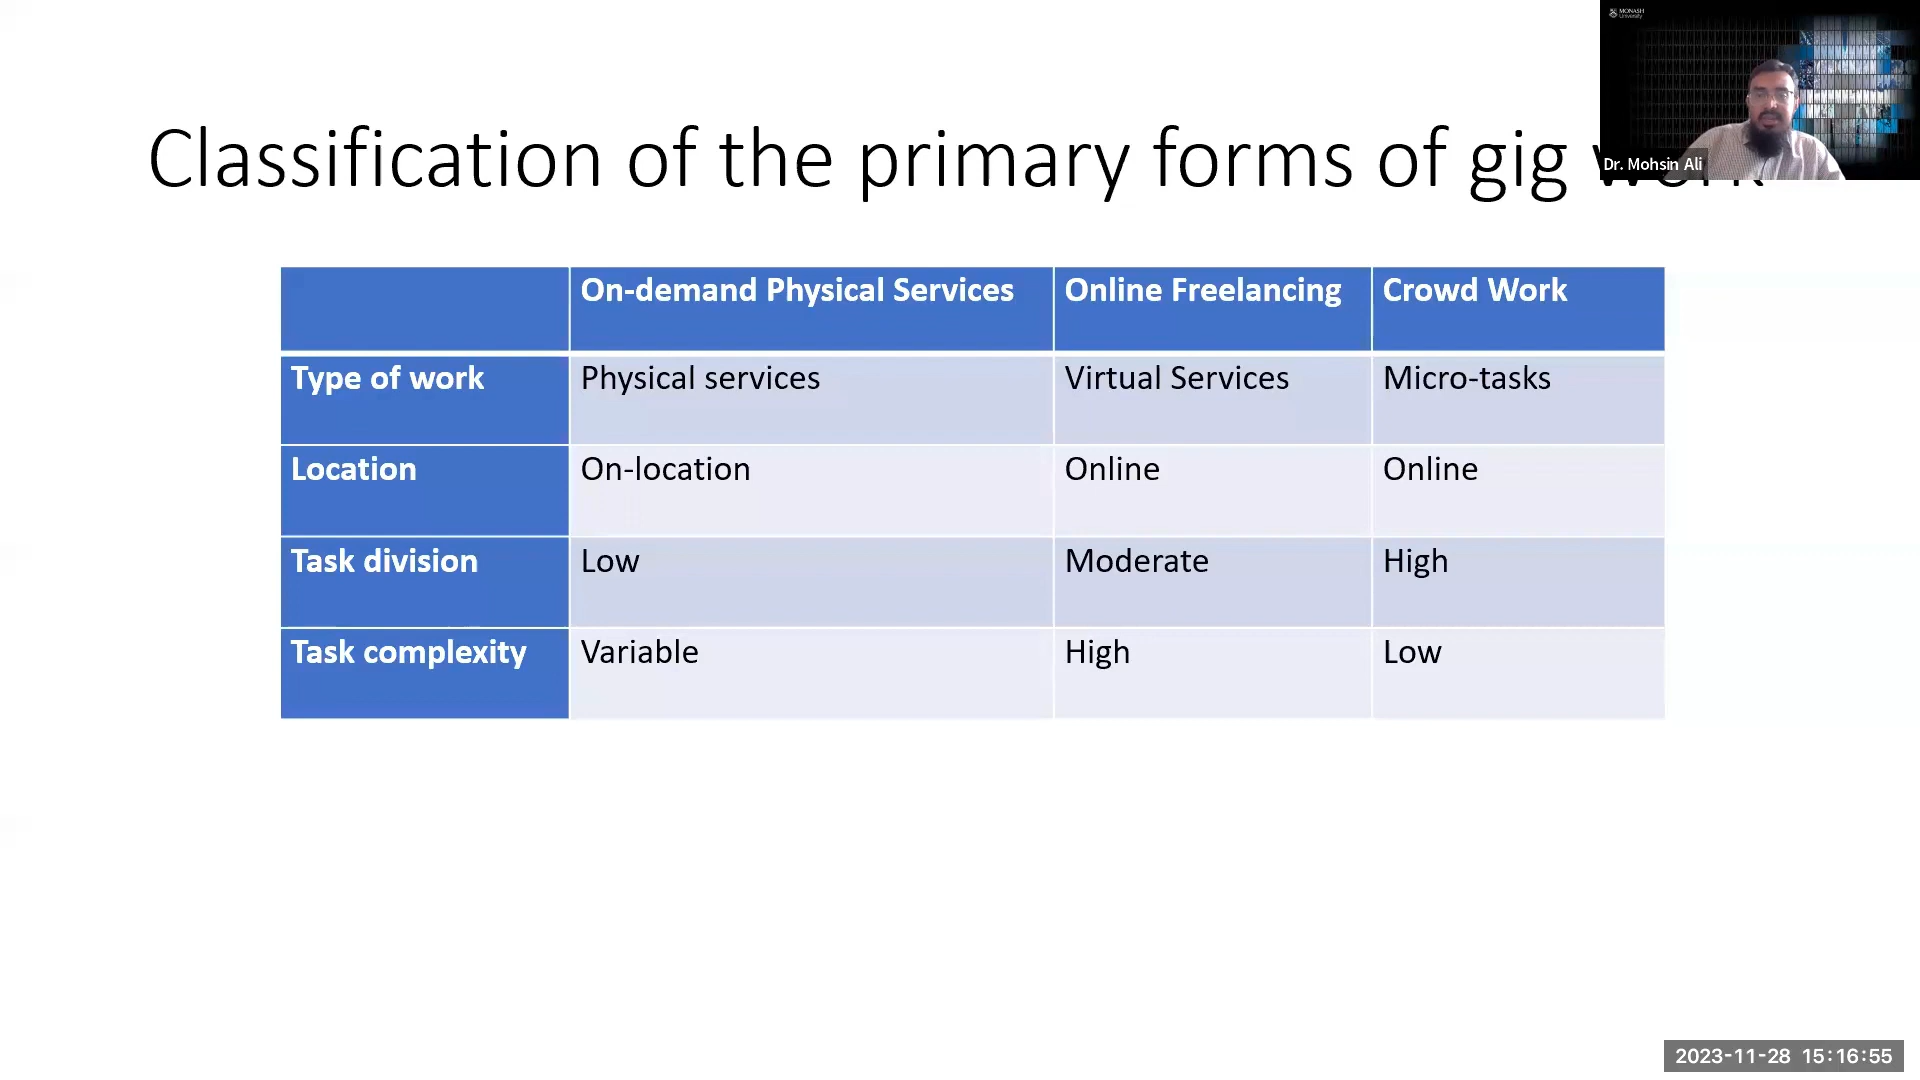 MONASH
University
Dr. Mohsin Ali
Classification of the primary forms of gig
On-demand Physical Services Online Freelancing Crowd Work
Type of work Physical services Virtual Services Micro-tasks
Location On-location Online Online
Task division Low Moderate High
Task complexity Variable High Low
2023-11-28 15:16:55